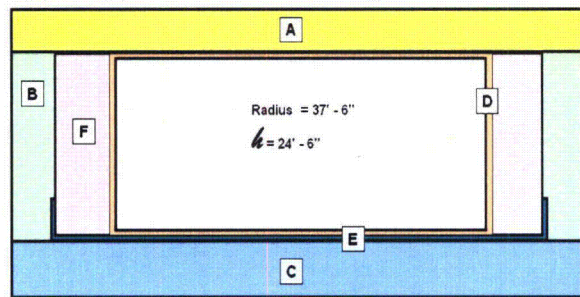 A
B
D
Radius = 37' - 6"
F
h = 24' - 6"
E
C